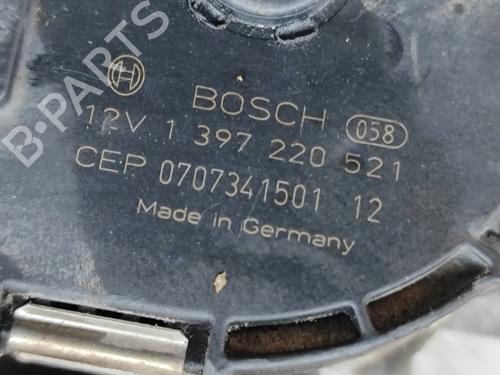 B-PARTS
BOSCH 058
12V 1 397 220 521
CEP 0707341501 12
Made in Germany